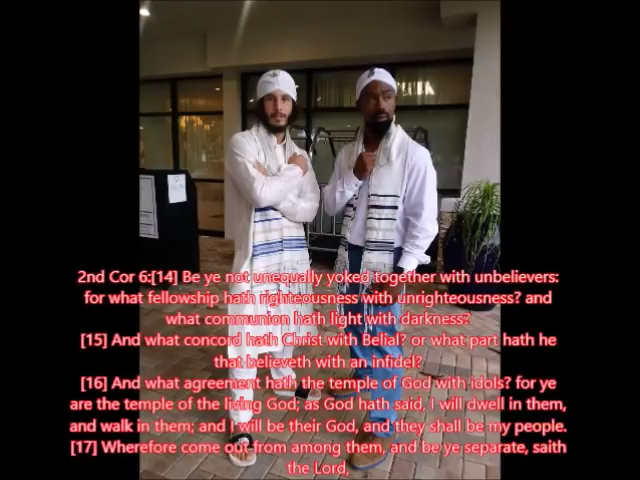 2nd Cor 6:[14] Be ye not unequally yoked together with unbelievers:
for what fellowship hath righteousness with unrighteousness? and
what communion hath light with darkness?
[15] And what concord hath Christ with Belial? or what part hath he
that believeth with an infidel?
[16] And what agreement hath the temple of God with idols? for ye
are the temple of the living God; as God hath said, I will dwell in them,
and walk in them; and I will be their God, and they shall be my people.
[17] Wherefore come out from among them, and be ye separate, saith
the Lord,